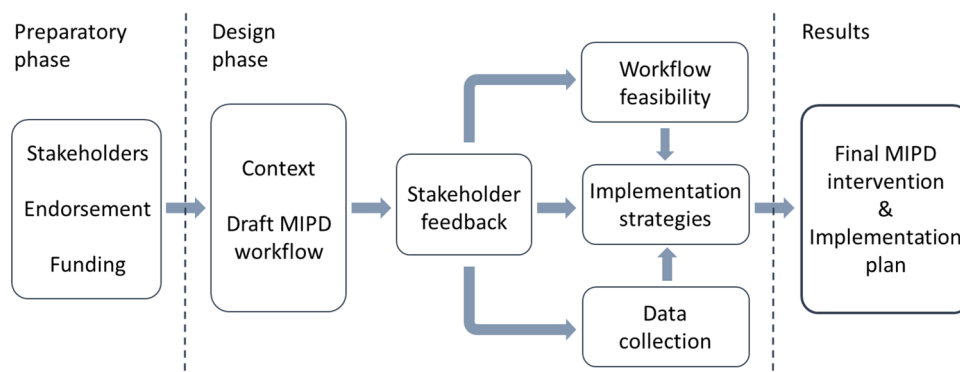 Preparatory
phase
Design
phase
Results
Stakeholders
Endorsement
Funding
Context
Draft MIPD
workflow
Stakeholder
feedback
Workflow
feasibility
Implementation
strategies
Data
collection
Final MIPD
intervention
&
Implementation
plan